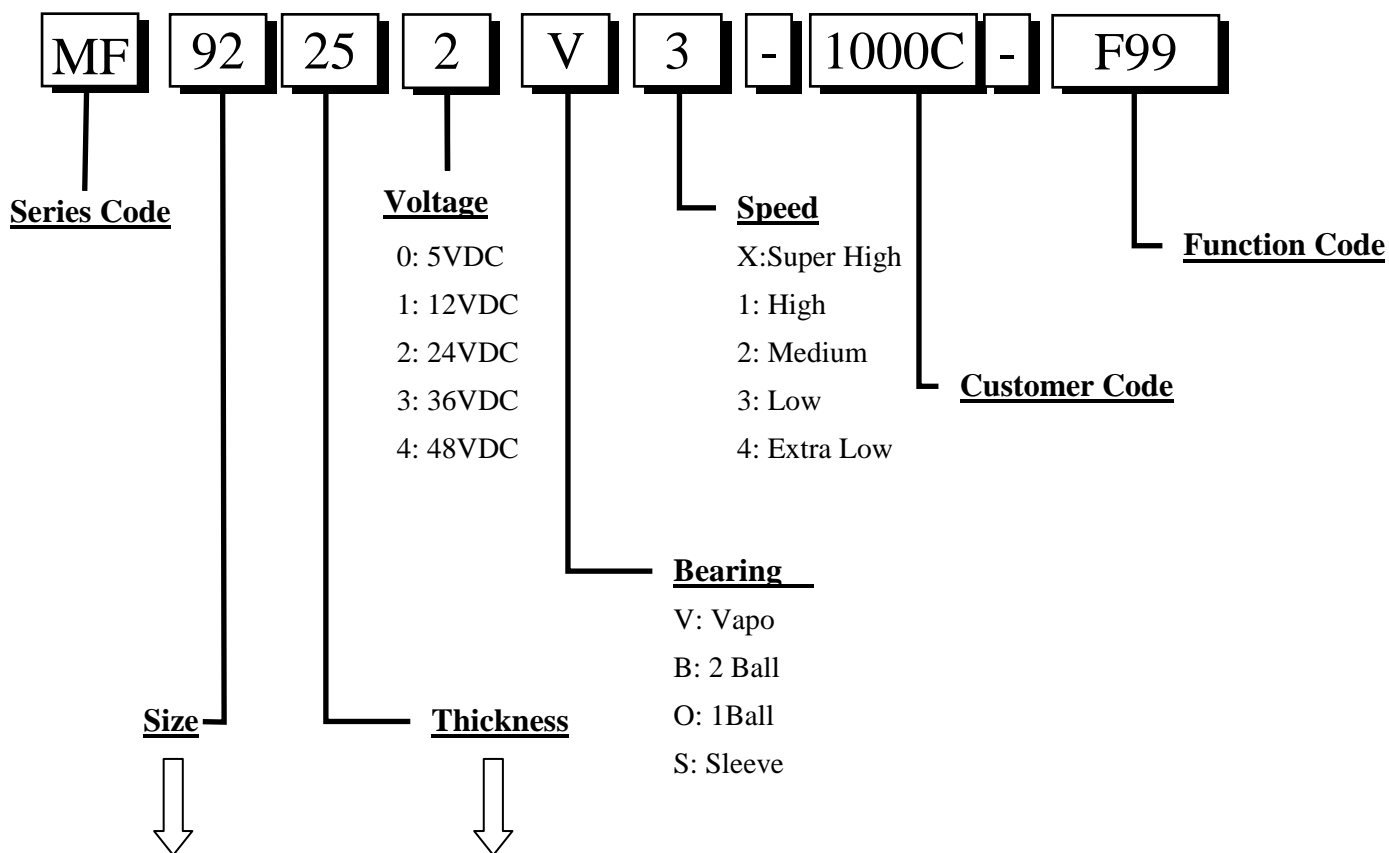 MF 92 25 2 V 3 - 1000C - F99
Series Code
Voltage
0: 5VDC
1: 12VDC
2: 24VDC
3: 36VDC
4: 48VDC
Speed
X:Super High
1: High
2: Medium
3: Low
4: Extra Low
Function Code
Customer Code
Bearing
V: Vapo
B: 2 Ball
O: 1Ball
S: Sleeve
Size
Thickness